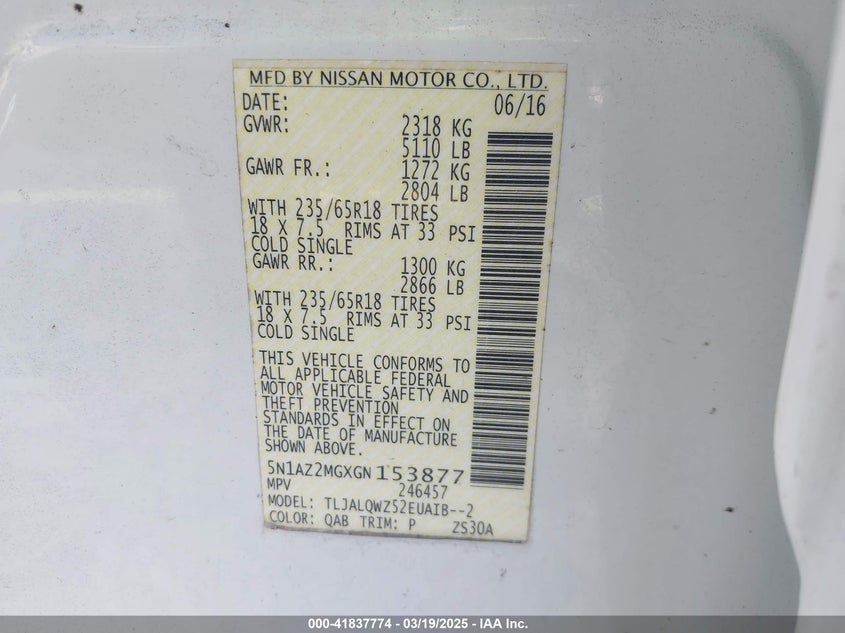 MFD BY NISSAN MOTOR CO., LTD.
DATE: 06/16
GVWR: 2318 KG
5110 LB
GAWR FR.: 1272 KG
2804 LB
WITH 235/65R18 TIRES
18 X 7.5 RIMS AT 33 PSI
COLD SINGLE
GAWR RR.: 1300 KG
2866 LB
WITH 235/65R18 TIRES
18 X 7.5 RIMS AT 33 PSI
COLD SINGLE
THIS VEHICLE CONFORMS TO
ALL APPLICABLE FEDERAL
MOTOR VEHICLE SAFETY AND
THEFT PREVENTION
STANDARDS IN EFFECT ON
THE DATE OF MANUFACTURE
SHOWN ABOVE.
5N1AZ2MGXGN153877
MPV 246457
MODEL: TLJALQWZ52EUAIB--2
COLOR: QAB TRIM: P ZS30A
000-41837774 — 03/19/2025 - IAA Inc.